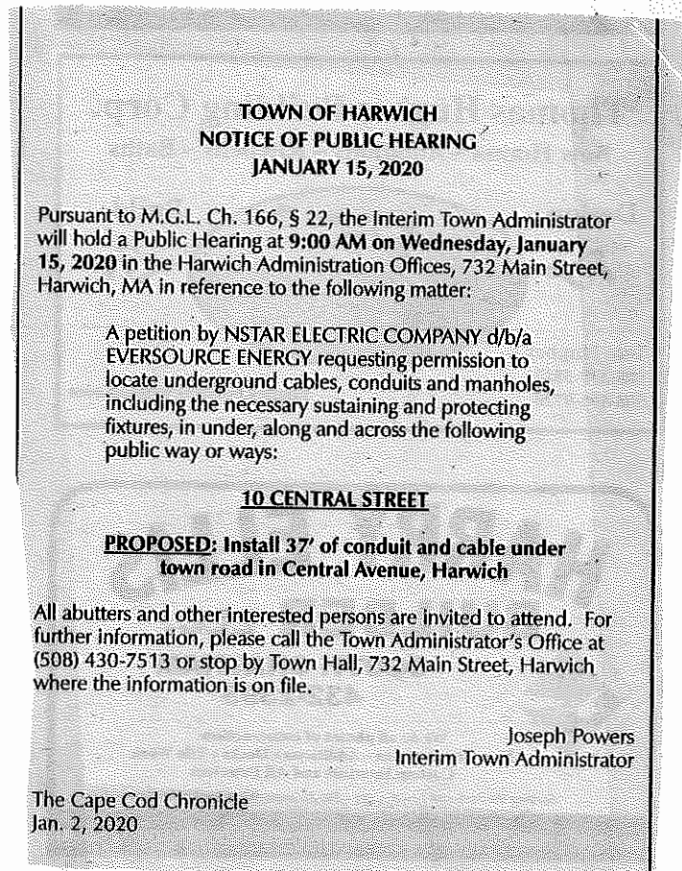 TOWN OF HARWICH
NOTICE OF PUBLIC HEARING
JANUARY 15, 2020
Pursuant to M.G.L. Ch. 166, § 22, the Interim Town Administrator
will hold a Public Hearing at 9:00 AM on Wednesday, January
15, 2020 in the Harwich Administration Offices, 732 Main Street,
Harwich, MA in reference to the following matter:
A petition by NSTAR ELECTRIC COMPANY d/b/a
EVERSOURCE ENERGY requesting permission to
locate underground cables, conduits and manholes,
including the necessary sustaining and protecting
fixtures, in under, along and across the following
public way or ways:
10 CENTRAL STREET
PROPOSED: Install 37' of conduit and cable under
town road in Central Avenue, Harwich
All abutters and other interested persons are invited to attend. For
further information, please call the Town Administrator's Office at
(508) 430-7513 or stop by Town Hall, 732 Main Street, Harwich
where the information is on file.
Joseph Powers
Interim Town Administrator
The Cape Cod Chronicle
Jan. 2, 2020